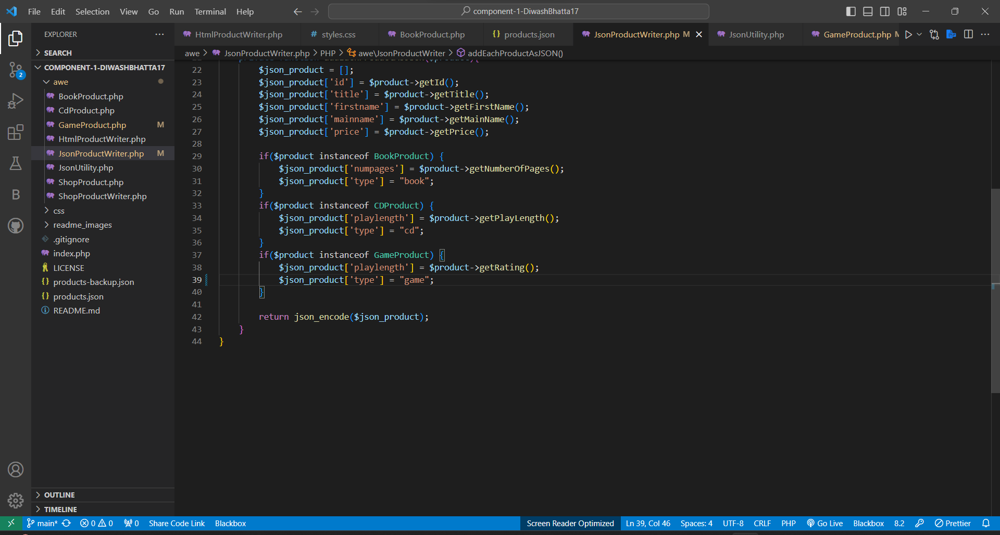 File Edit Selection View Go Run Terminal Help
component-1-DiwashBhatta17
EXPLORER
SEARCH
COMPONENT-1-DIWASHBHATTA17
awe
BookProduct.php
CdProduct.php
GameProduct.php M
HtmlProductWriter.php
JsonProductWriter.php M
JsonUtility.php
ShopProduct.php
ShopProductWriter.php
css
readme_images
.gitignore
index.php
LICENSE
products-backup.json
products.json
README.md
OUTLINE
TIMELINE
2
B
HtmlProductWriter.php styles.css BookProduct.php products.json JsonProductWriter.php M JsonUtility.php GameProduct.php M
awe > JsonProductWriter.php > PHP > awe\JsonProductWriter > addEachProductAsJSON()
22 $json_product = [];
23 $json_product['id'] = $product->getId();
24 $json_product['title'] = $product->getTitle();
25 $json_product['firstname'] = $product->getFirstName();
26 $json_product['mainname'] = $product->getMainName();
27 $json_product['price'] = $product->getPrice();
28
29 if($product instanceof BookProduct) {
30 $json_product['numpages'] = $product->getNumberOfPages();
31 $json_product['type'] = "book";
32 }
33 if($product instanceof CDProduct) {
34 $json_product['playlength'] = $product->getPlayLength();
35 $json_product['type'] = "cd";
36 }
37 if($product instanceof GameProduct) {
38 $json_product['playlength'] = $product->getRating();
39 $json_product['type'] = "game";
40 }
41
42 return json_encode($json_product);
43 }
44 }
main* 0 0 0 Share Code Link Blackbox Screen Reader Optimized Ln 39, Col 46 Spaces: 4 UTF-8 CRLF PHP Go Live Blackbox 8.2 Prettier